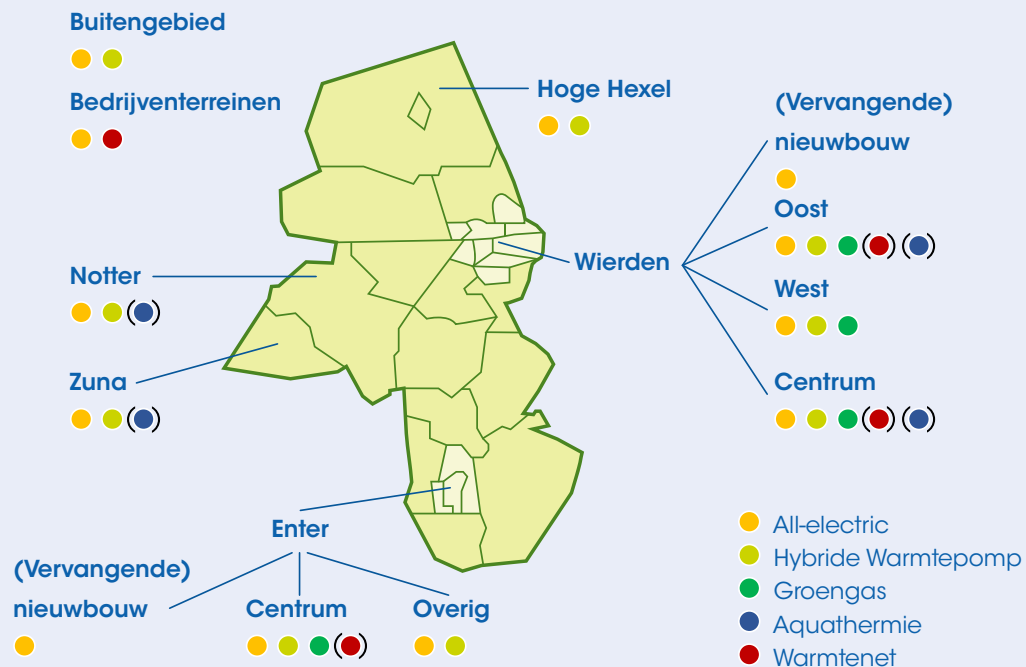 Buitengebied
Bedrijventerreinen
Hoge Hexel
(Vervangende)
nieuwbouw
Oost
Notter
Wierden
West
Zuna
Centrum
Enter
(Vervangende)
nieuwbouw
Centrum
Overig
All-electric
Hybride Warmtepomp
Groengas
Aquathermie
Warmtenet